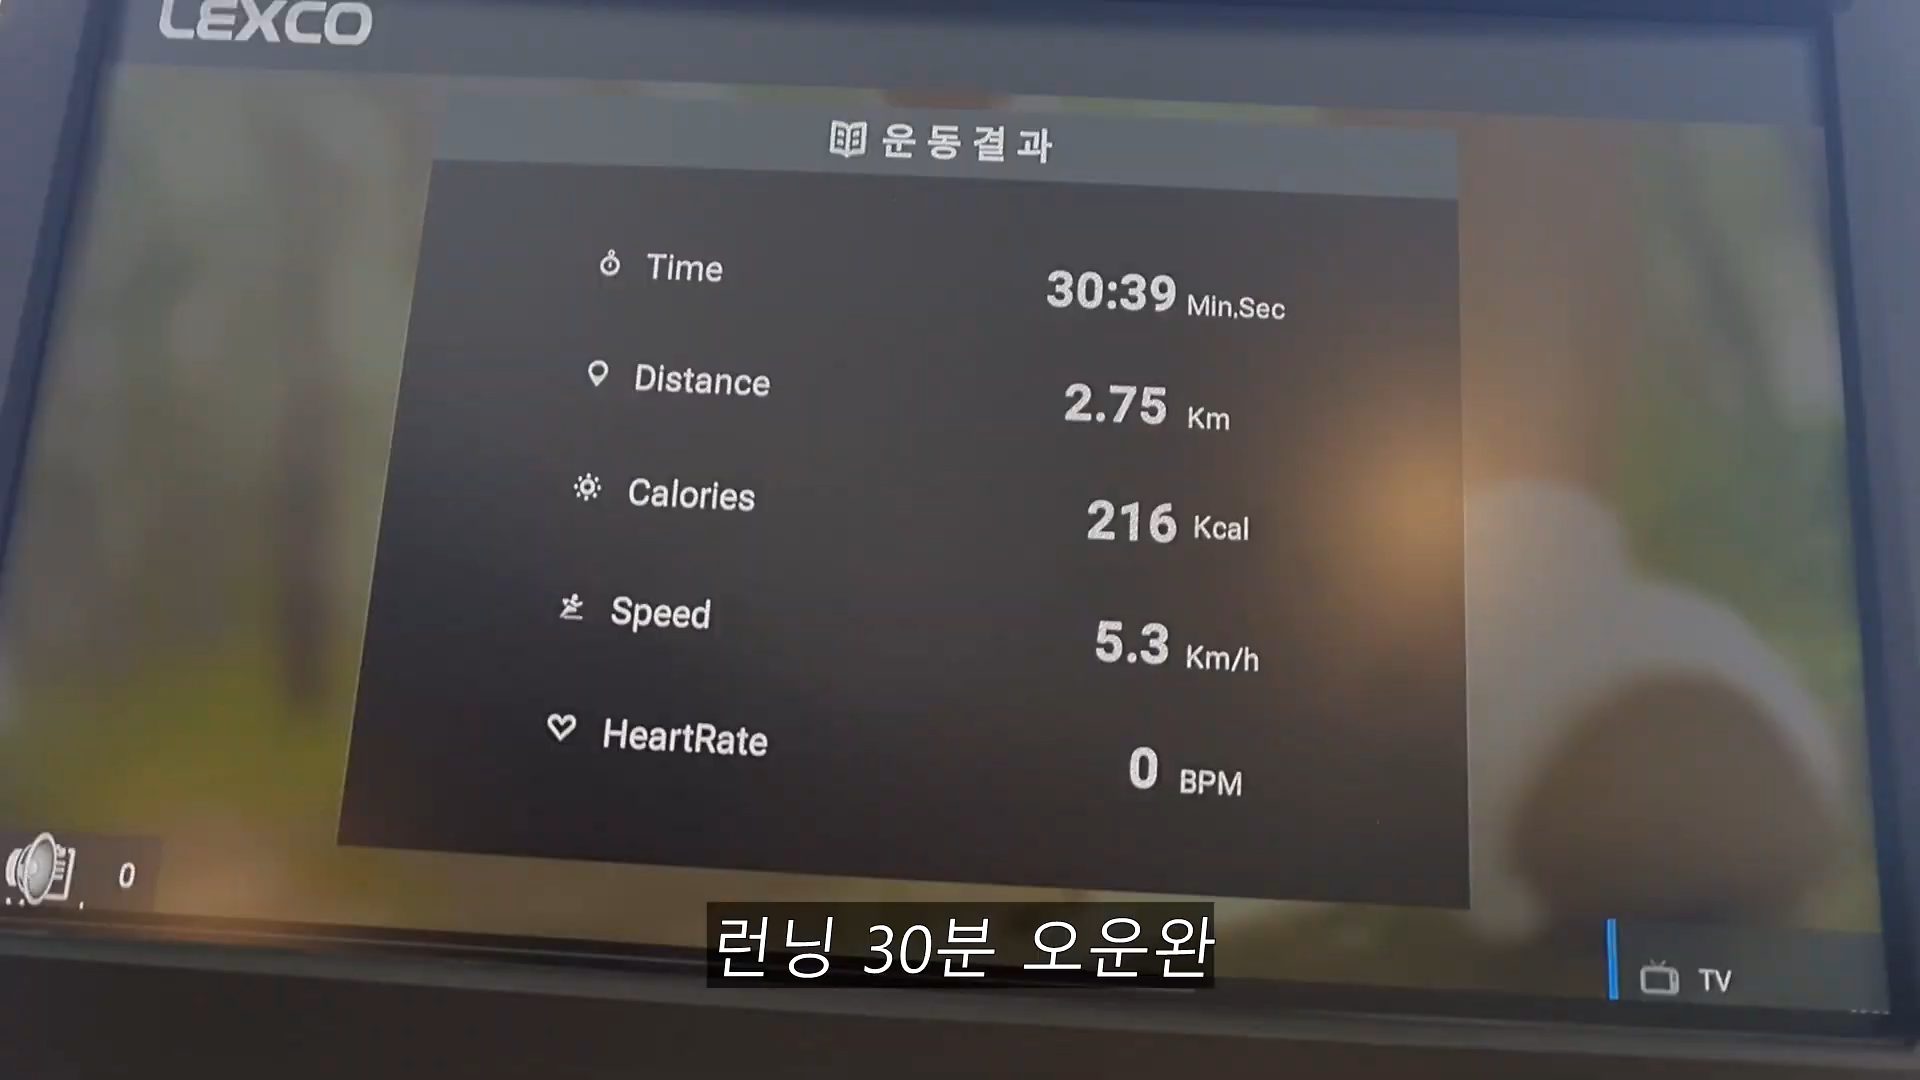 LEXCO
운동결과
Time 30:39 Min.Sec
Distance 2.75 Km
Calories 216 Kcal
Speed 5.3 Km/h
HeartRate 0 BPM
0
런닝 30분 오운완
TV